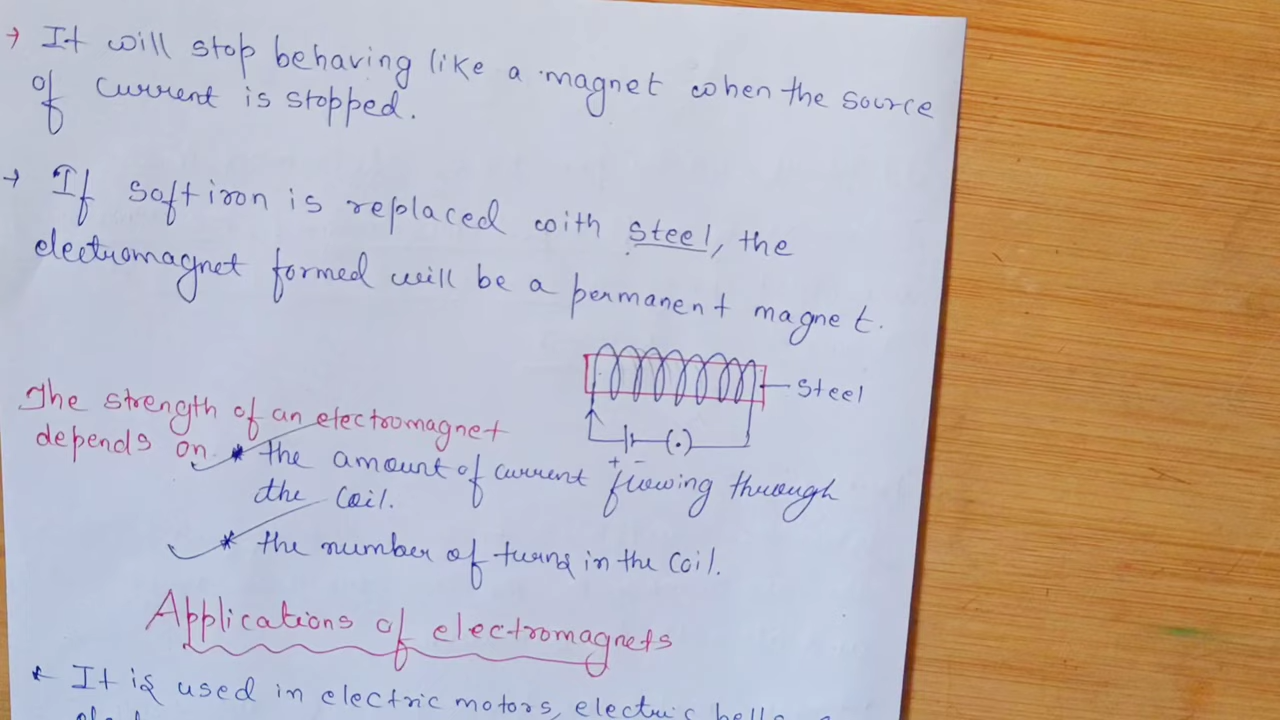 → It will stop behaving like a magnet when the source
of current is stopped.
→ If soft iron is replaced with steel, the
electromagnet formed will be a permanent magnet.
Steel
+ -
The strength of an electromagnet
depends on * the amount of current flowing through
the coil.
* the number of turns in the coil.
Applications of electromagnets
* It is used in electric motors, electric bells